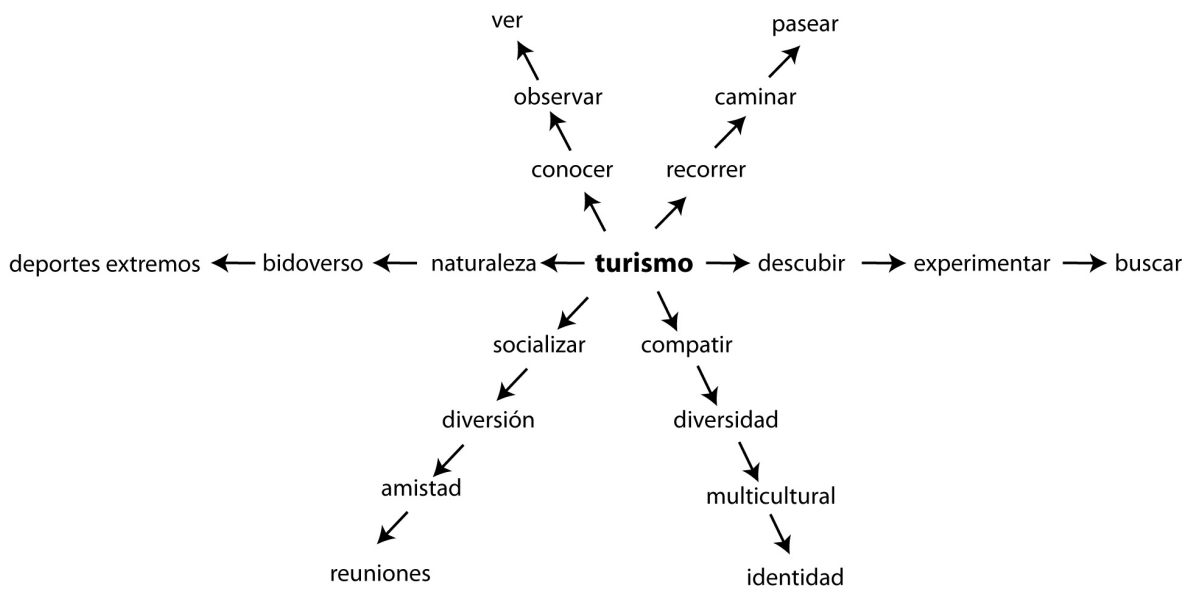 ver
pasear
observar
caminar
conocer
recorrer
deportes extremos
bidoverso
naturaleza
turismo
descubir
experimentar
buscar
socializar
compatir
diversión
diversidad
amistad
multicultural
reuniones
identidad